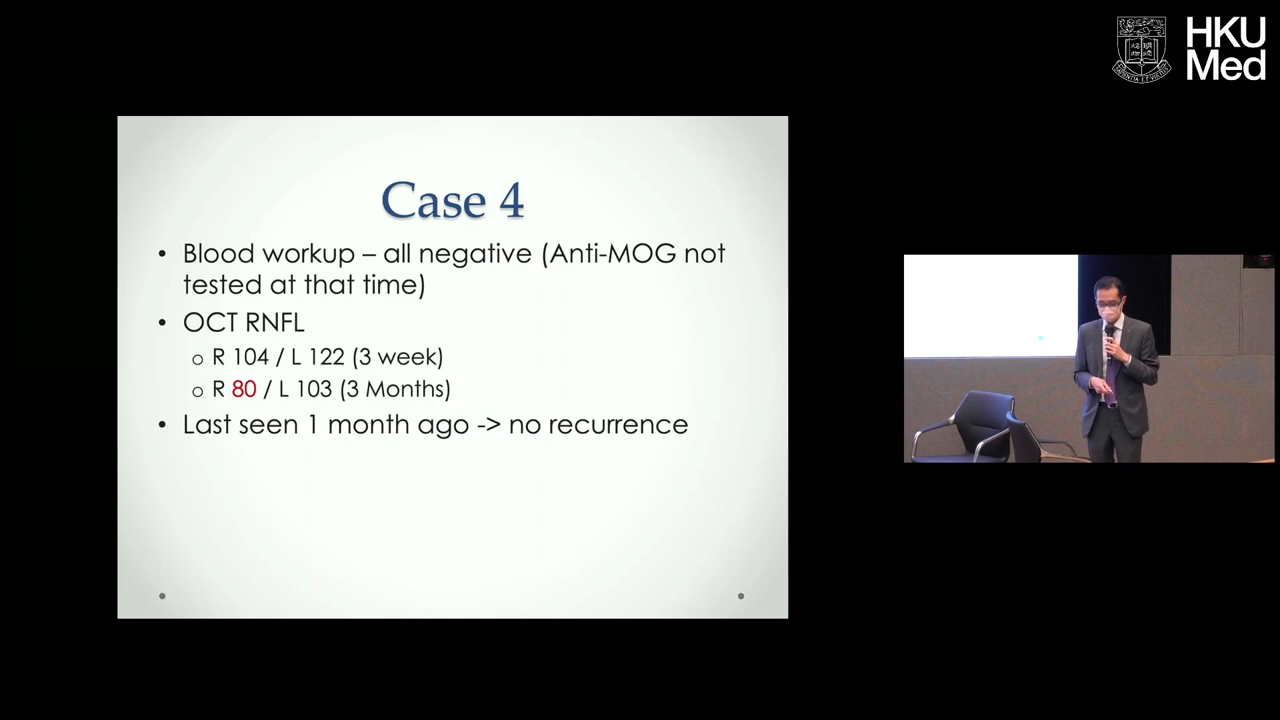 HKU
Med
Case 4
• Blood workup – all negative (Anti-MOG not
tested at that time)
• OCT RNFL
o R 104 / L 122 (3 week)
o R 80 / L 103 (3 Months)
• Last seen 1 month ago -> no recurrence